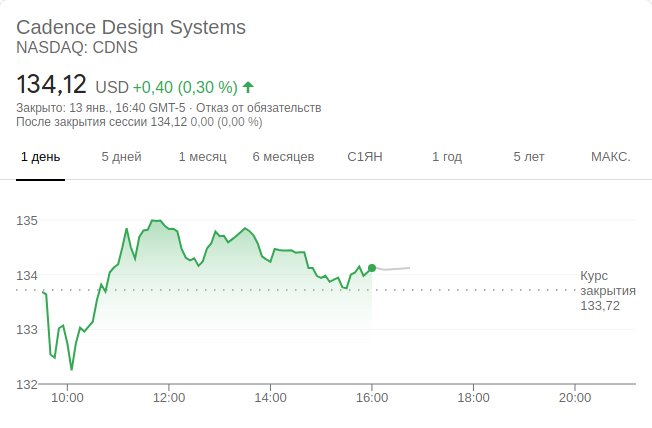 Cadence Design Systems
NASDAQ: CDNS
134,12 USD +0,40 (0,30 %)
Закрыто: 13 янв., 16:40 GMT-5 · Отказ от обязательств
После закрытия сессии 134,12 0,00 (0,00 %)
1 день 5 дней 1 месяц 6 месяцев С1ЯН 1 год 5 лет МАКС.
135
134
Курс
закрытия
133,72
133
132
10:00 12:00 14:00 16:00 18:00 20:00